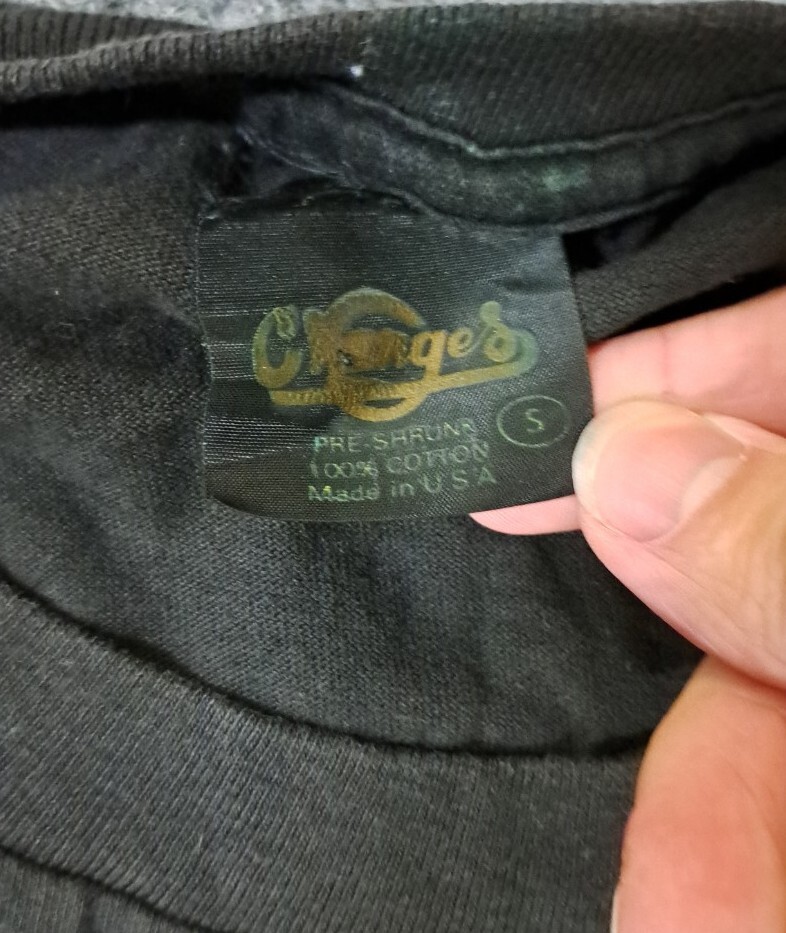 Changes
S
PRE-SHRUNK
100% COTTON
Made in U S A